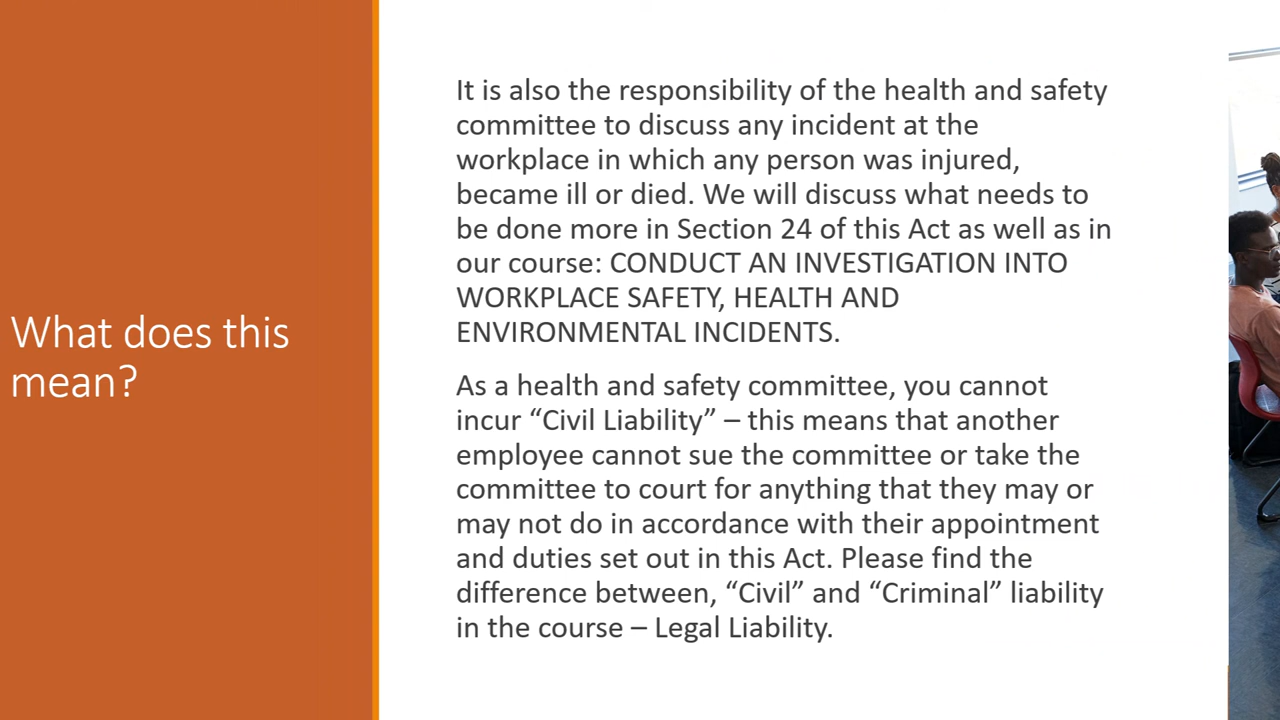 What does this
mean?
It is also the responsibility of the health and safety
committee to discuss any incident at the
workplace in which any person was injured,
became ill or died. We will discuss what needs to
be done more in Section 24 of this Act as well as in
our course: CONDUCT AN INVESTIGATION INTO
WORKPLACE SAFETY, HEALTH AND
ENVIRONMENTAL INCIDENTS.
As a health and safety committee, you cannot
incur “Civil Liability” – this means that another
employee cannot sue the committee or take the
committee to court for anything that they may or
may not do in accordance with their appointment
and duties set out in this Act. Please find the
difference between, “Civil” and “Criminal” liability
in the course – Legal Liability.